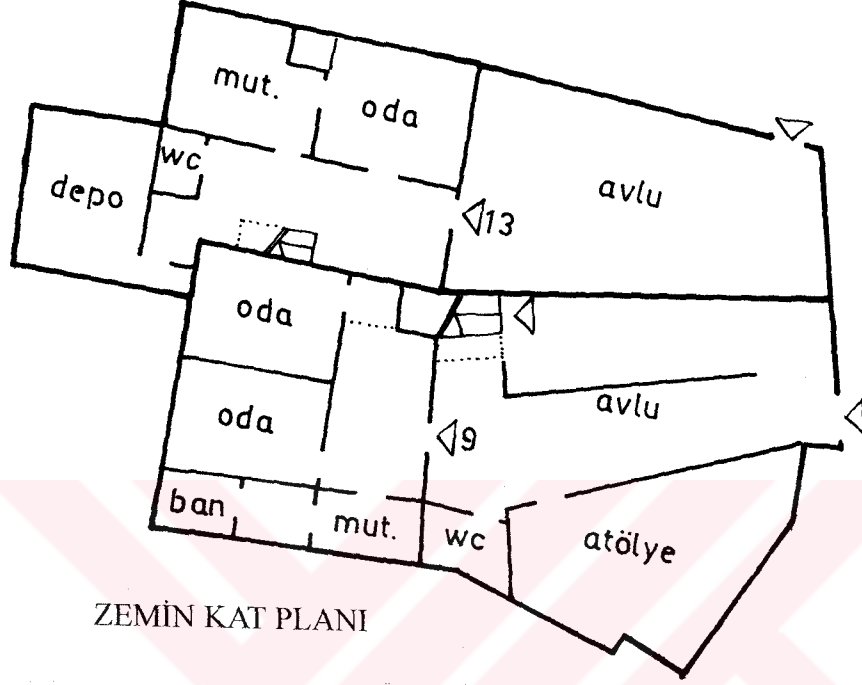 mut.
oda
wc
depo
avlu
13
oda
oda
avlu
9
ban
mut.
wc
atölye
ZEMİN KAT PLANI